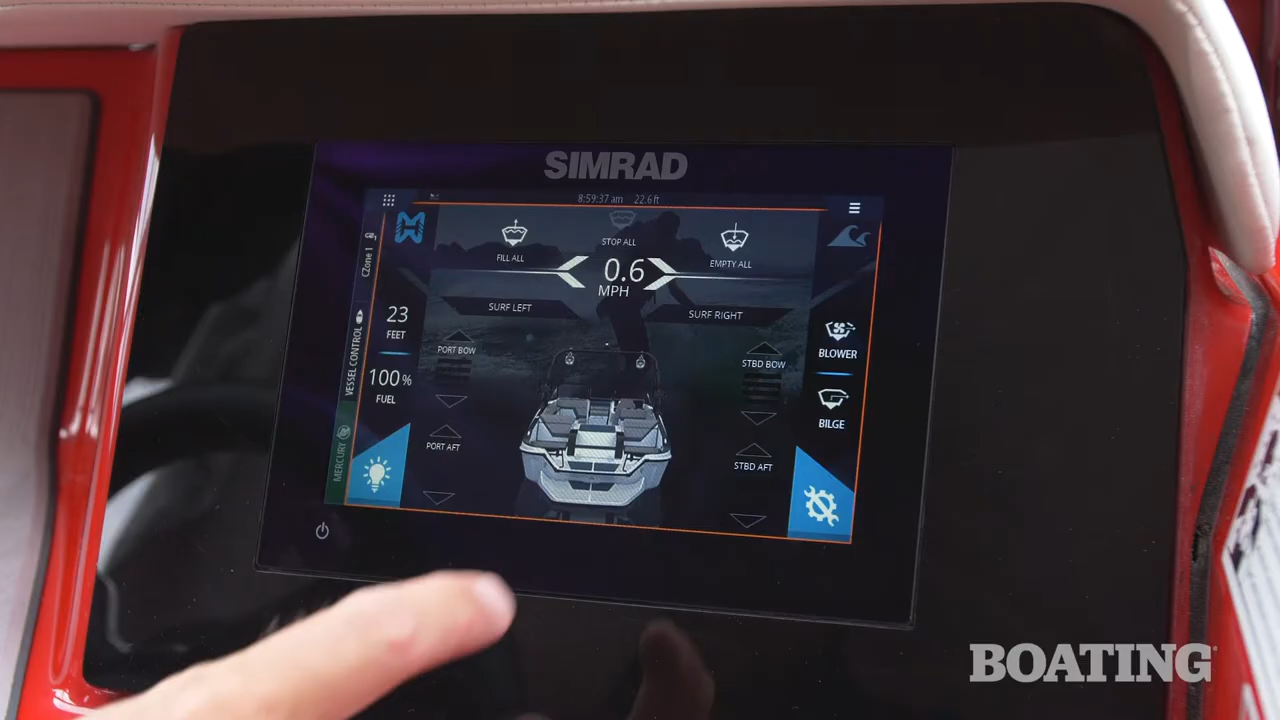 SIMRAD
8:59:37 am 22.6 ft
FILL ALL
STOP ALL
EMPTY ALL
0.6
MPH
SURF LEFT
SURF RIGHT
CZone 1
VESSEL CONTROL
MERCURY
23
FEET
100%
FUEL
PORT BOW
PORT AFT
STBD BOW
STBD AFT
BLOWER
BILGE
BOATING